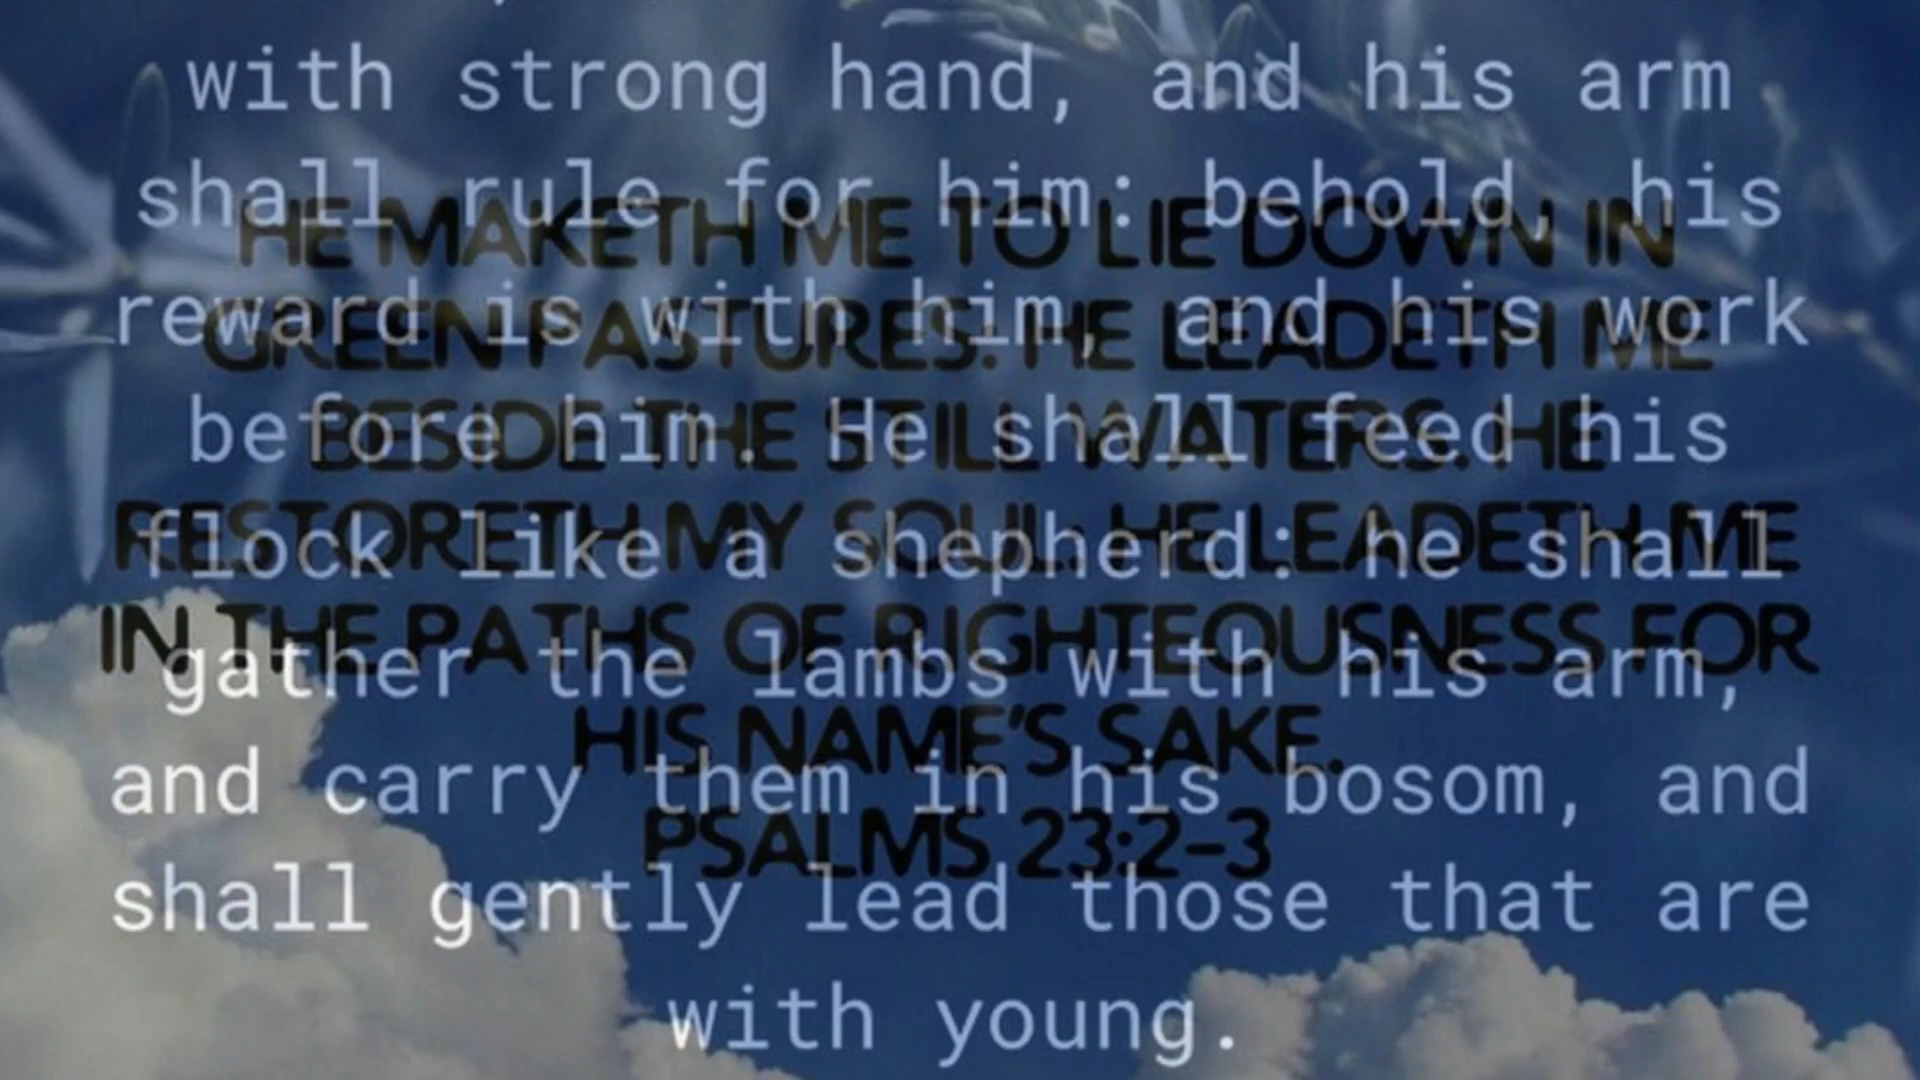 with strong hand, and his arm
shall rule for him: behold, his
reward is with him, and his work
before him. He shall feed his
flock like a shepherd: he shall
gather the lambs with his arm,
and carry them in his bosom, and
shall gently lead those that are
with young.
HE MAKETH ME TO LIE DOWN IN
GREEN PASTURES: HE LEADETH ME
BESIDE THE STILL WATERS. HE
RESTORETH MY SOUL: HE LEADETH ME
IN THE PATHS OF RIGHTEOUSNESS FOR
HIS NAME'S SAKE.
PSALMS 23:2-3